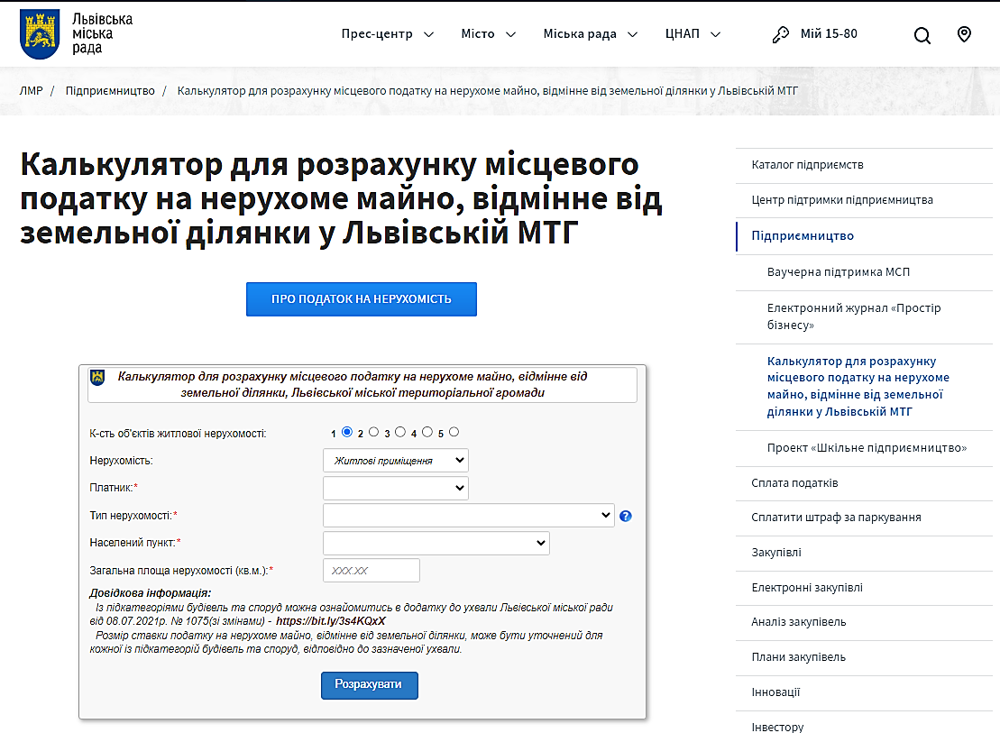 Львівська
міська
рада
Прес-центр
Місто
Міська рада
ЦНАП
Мій 15-80
ЛМР / Підприємництво / Калькулятор для розрахунку місцевого податку на нерухоме майно, відмінне від земельної ділянки у Львівській МТГ
Калькулятор для розрахунку місцевого
податку на нерухоме майно, відмінне від
земельної ділянки у Львівській МТГ
ПРО ПОДАТОК НА НЕРУХОМІСТЬ
Калькулятор для розрахунку місцевого податку на нерухоме майно, відмінне від
земельної ділянки, Львівської міської територіальної громади
К-сть об'єктів житлової нерухомості: 1 2 3 4 5
Нерухомість: Житлові приміщення
Платник:*
Тип нерухомості:* ?
Населений пункт:*
Загальна площа нерухомості (кв.м.):* XXX.XX
Довідкова інформація:
Із підкатегоріями будівель та споруд можна ознайомитись в додатку до ухвали Львівської міської ради
від 08.07.2021р. № 1075(зі змінами) - https://bit.ly/3s4KQxX
Розмір ставки податку на нерухоме майно, відмінне від земельної ділянки, може бути уточнений для
кожної із підкатегорій будівель та споруд, відповідно до зазначеної ухвали.
Розрахувати
Каталог підприємств
Центр підтримки підприємництва
Підприємництво
Ваучерна підтримка МСП
Електронний журнал «Простір
бізнесу»
Калькулятор для розрахунку
місцевого податку на нерухоме
майно, відмінне від земельної
ділянки у Львівській МТГ
Проект «Шкільне підприємництво»
Сплата податків
Сплатити штраф за паркування
Закупівлі
Електронні закупівлі
Аналіз закупівель
Плани закупівель
Інновації
Інвестору